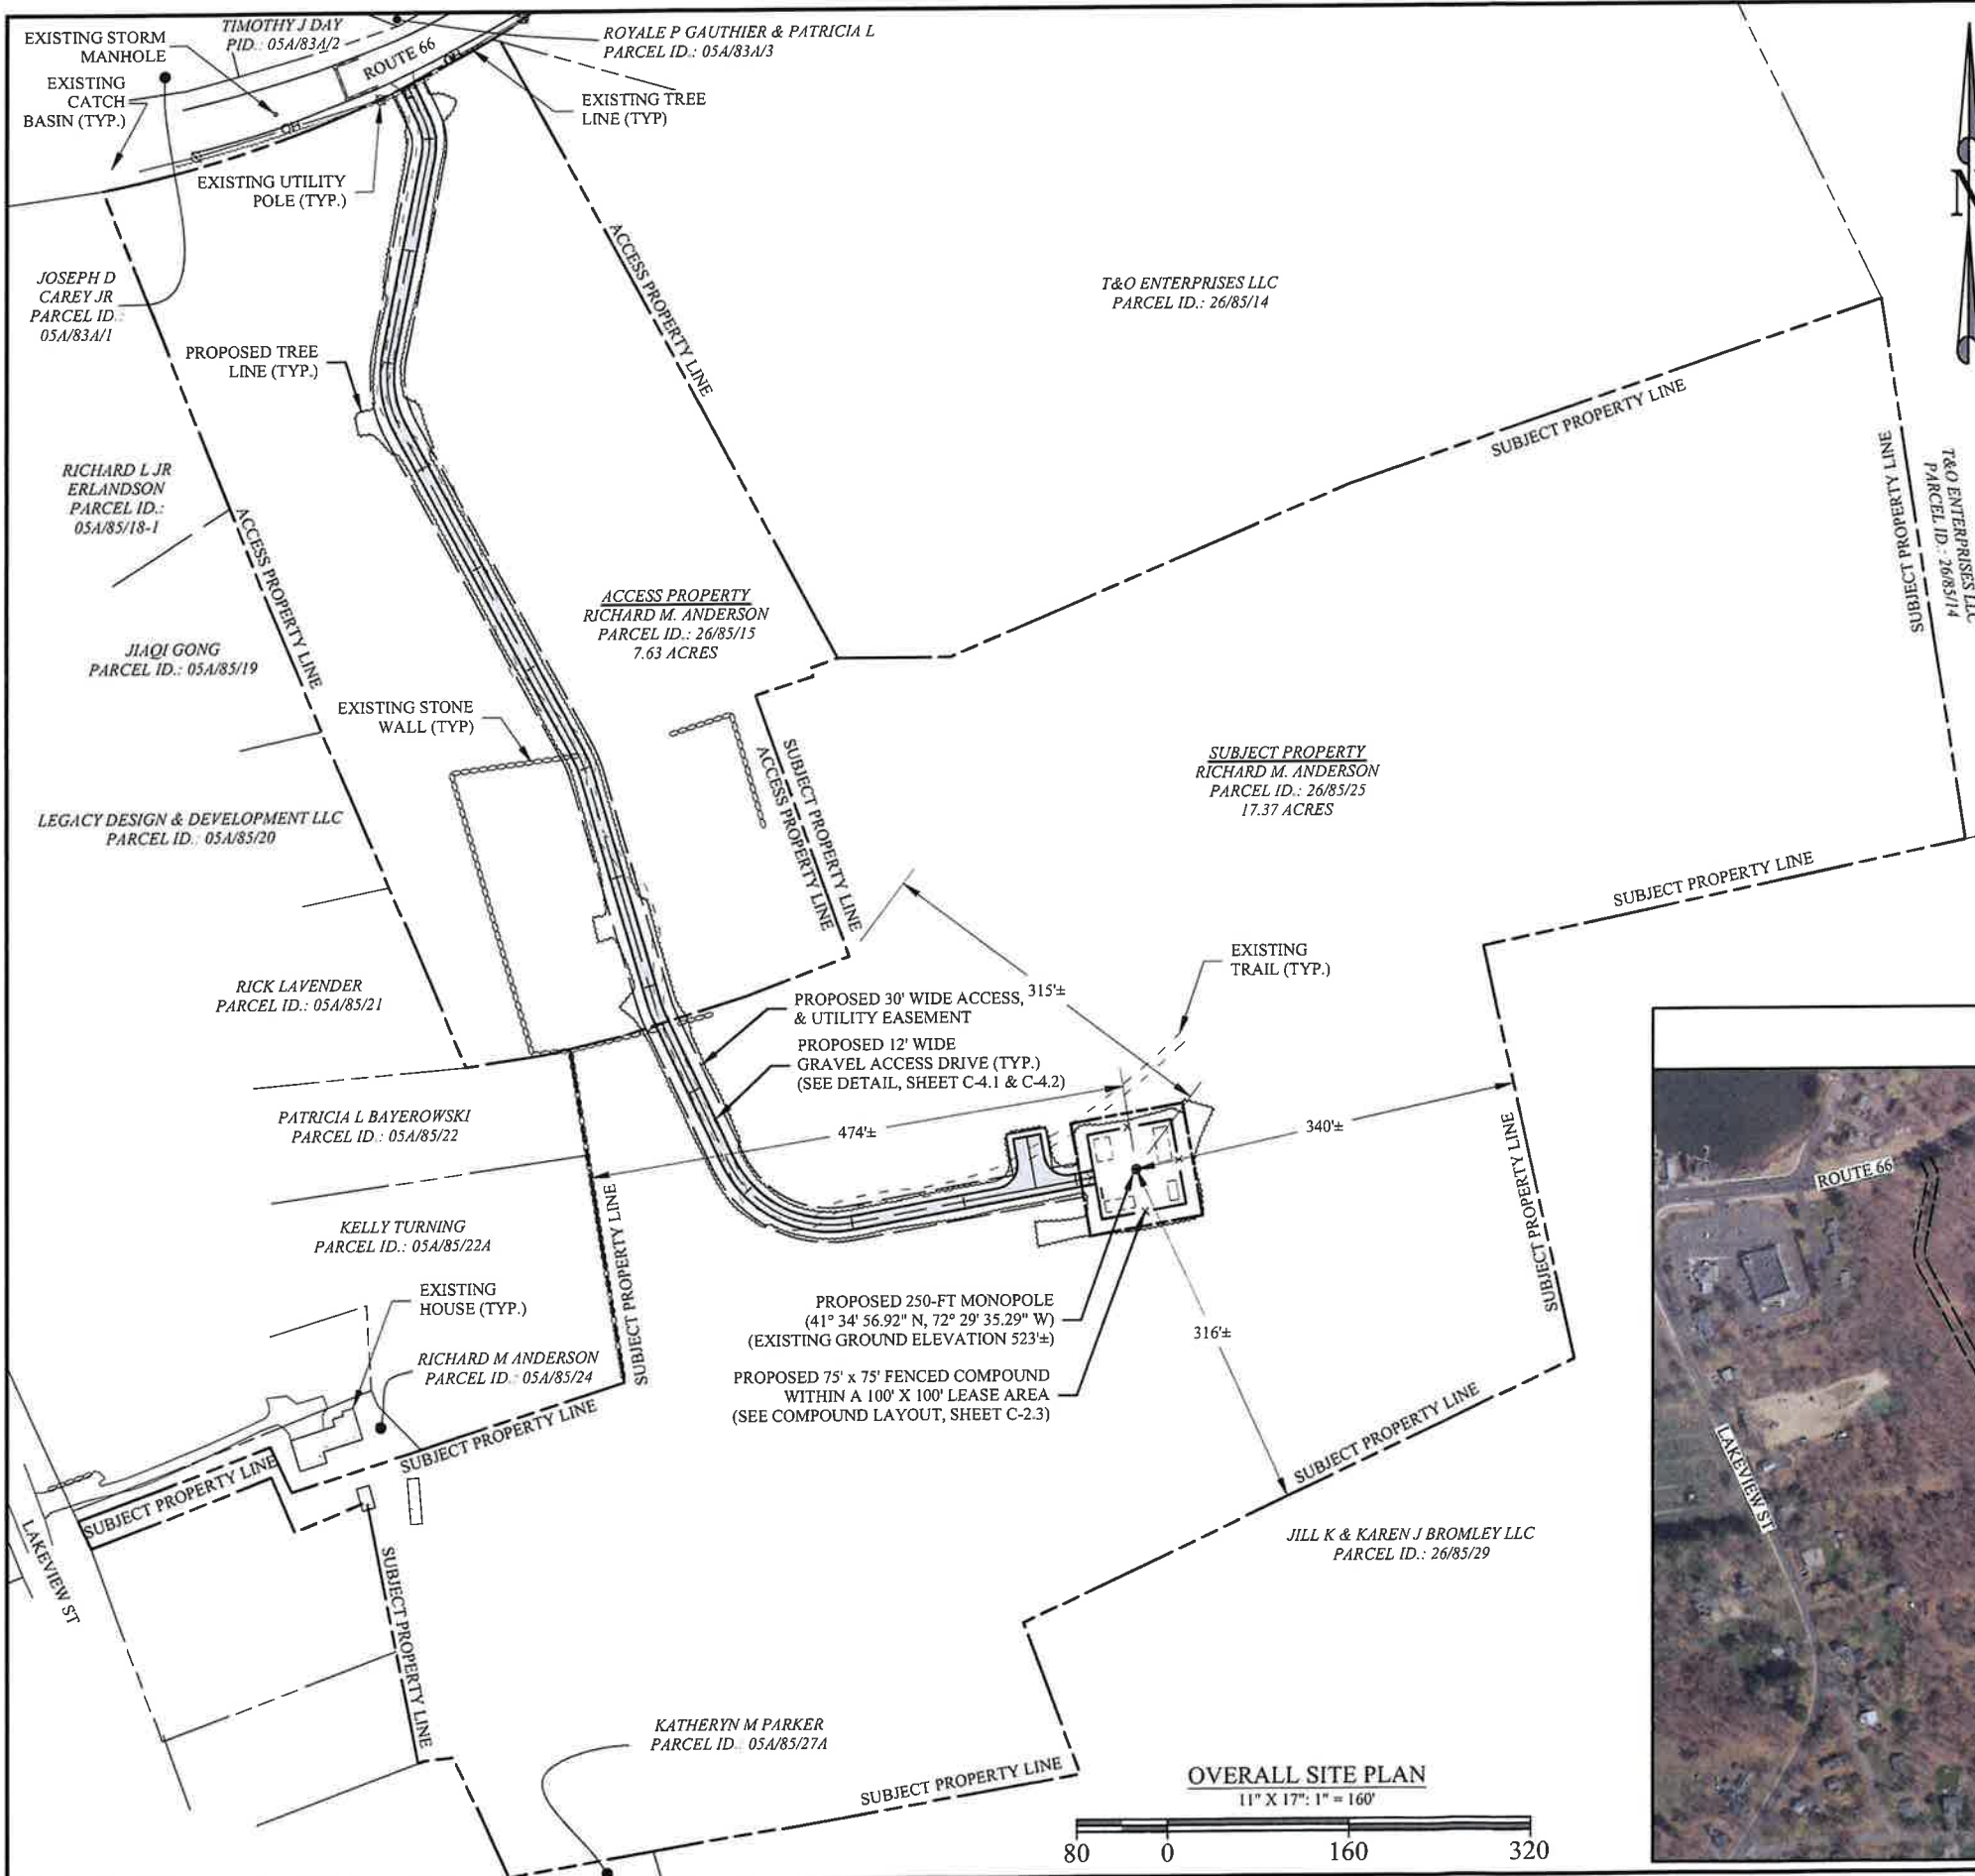 TIMOTHY J DAY
PID.: 05A/83A/2
EXISTING STORM
MANHOLE
ROUTE 66
ROYALE P GAUTHIER & PATRICIA L
PARCEL ID.: 05A/83A/3
EXISTING
CATCH
BASIN (TYP.)
OH
OH
EXISTING TREE
LINE (TYP)
EXISTING UTILITY
POLE (TYP.)
N
JOSEPH D
CAREY JR
PARCEL ID.:
05A/83A/1
ACCESS PROPERTY LINE
T&O ENTERPRISES LLC
PARCEL ID.: 26/85/14
PROPOSED TREE
LINE (TYP.)
SUBJECT PROPERTY LINE
SUBJECT PROPERTY LINE
T&O ENTERPRISES LLC
PARCEL ID.: 26/85/14
RICHARD L JR
ERLANDSON
PARCEL ID.:
05A/85/18-1
ACCESS PROPERTY LINE
ACCESS PROPERTY
RICHARD M. ANDERSON
PARCEL ID.: 26/85/15
7.63 ACRES
JIAQI GONG
PARCEL ID.: 05A/85/19
EXISTING STONE
WALL (TYP)
SUBJECT PROPERTY LINE
ACCESS PROPERTY LINE
SUBJECT PROPERTY
RICHARD M. ANDERSON
PARCEL ID.: 26/85/25
17.37 ACRES
LEGACY DESIGN & DEVELOPMENT LLC
PARCEL ID.: 05A/85/20
SUBJECT PROPERTY LINE
EXISTING
TRAIL (TYP.)
RICK LAVENDER
PARCEL ID.: 05A/85/21
315'±
PROPOSED 30' WIDE ACCESS,
& UTILITY EASEMENT
PROPOSED 12' WIDE
GRAVEL ACCESS DRIVE (TYP.)
(SEE DETAIL, SHEET C-4.1 & C-4.2)
PATRICIA L BAYEROWSKI
PARCEL ID.: 05A/85/22
474'±
340'±
SUBJECT PROPERTY LINE
ROUTE 66
KELLY TURNING
PARCEL ID.: 05A/85/22A
SUBJECT PROPERTY LINE
EXISTING
HOUSE (TYP.)
PROPOSED 250-FT MONOPOLE
(41° 34' 56.92" N, 72° 29' 35.29" W)
(EXISTING GROUND ELEVATION 523'±)
316'±
RICHARD M ANDERSON
PARCEL ID.: 05A/85/24
PROPOSED 75' x 75' FENCED COMPOUND
WITHIN A 100' X 100' LEASE AREA
(SEE COMPOUND LAYOUT, SHEET C-2.3)
SUBJECT PROPERTY LINE
SUBJECT PROPERTY LINE
SUBJECT PROPERTY LINE
LAKEVIEW ST
LAKEVIEW ST
SUBJECT PROPERTY LINE
JILL K & KAREN J BROMLEY LLC
PARCEL ID.: 26/85/29
KATHERYN M PARKER
PARCEL ID.: 05A/85/27A
SUBJECT PROPERTY LINE
OVERALL SITE PLAN
11" X 17": 1" = 160'
80 0 160 320